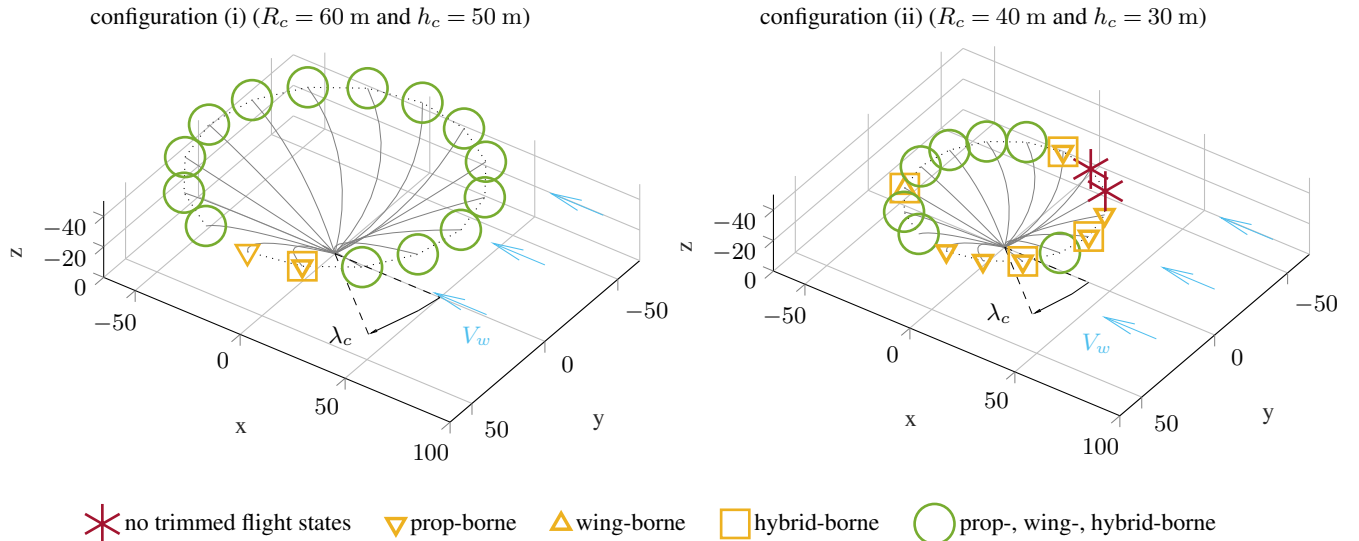 configuration (i) ($R_c = 60$ m and $h_c = 50$ m)
configuration (ii) ($R_c = 40$ m and $h_c = 30$ m)
z
−40
−20
0
−50
0
50
100
x
−50
0
50
y
$\lambda_c$
$V_w$
z
−40
−20
0
−50
0
50
100
x
−50
0
50
y
$\lambda_c$
$V_w$
no trimmed flight states prop-borne wing-borne hybrid-borne prop-, wing-, hybrid-borne